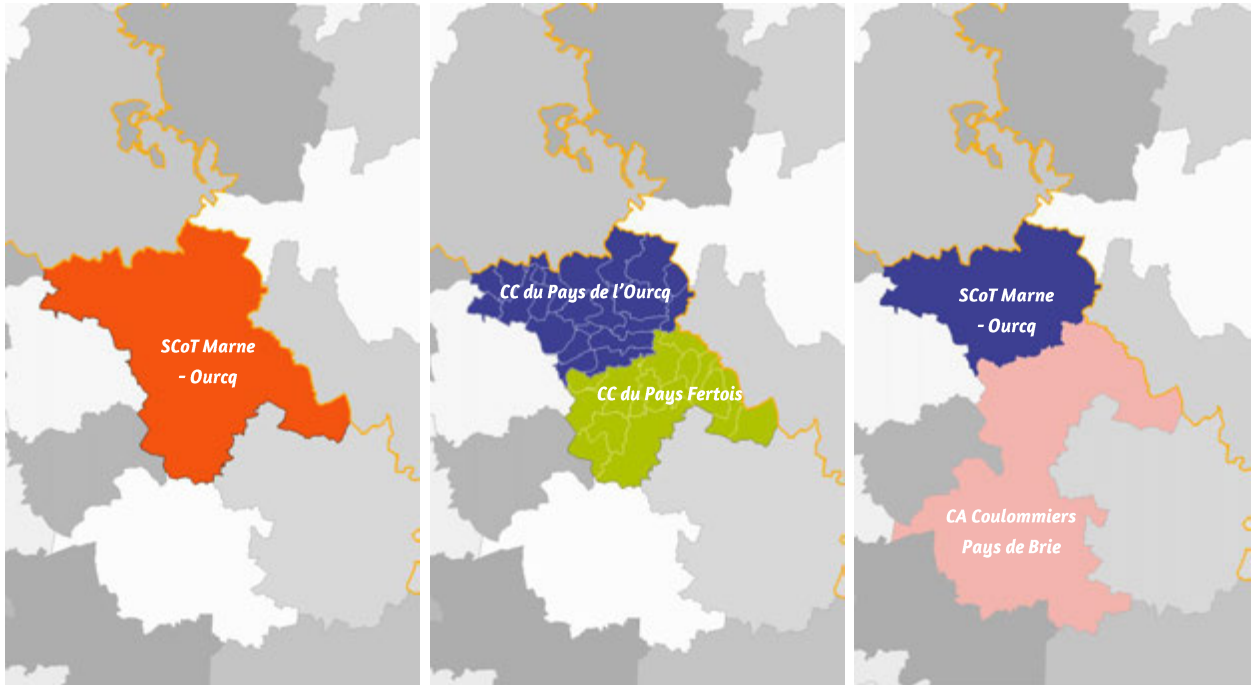 SCoT Marne
- Ourcq
CC du Pays de l'Ourcq
CC du Pays Fertois
SCoT Marne
- Ourcq
CA Coulommiers
Pays de Brie